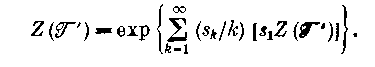 Z(𝒯′) = exp { ∑_{k=1}^{∞} (s_k/k) [s_1 Z(𝒯′)] }.